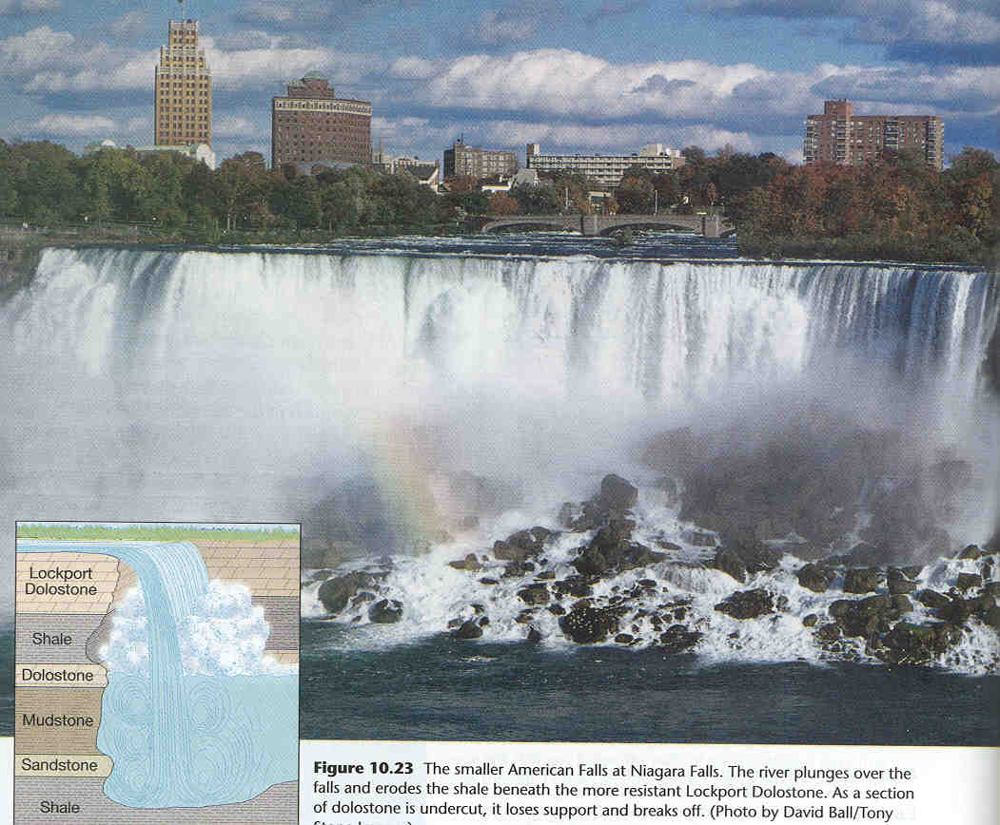 Lockport
Dolostone
Shale
Dolostone
Mudstone
Sandstone
Shale
Figure 10.23 The smaller American Falls at Niagara Falls. The river plunges over the
falls and erodes the shale beneath the more resistant Lockport Dolostone. As a section
of dolostone is undercut, it loses support and breaks off. (Photo by David Ball/Tony